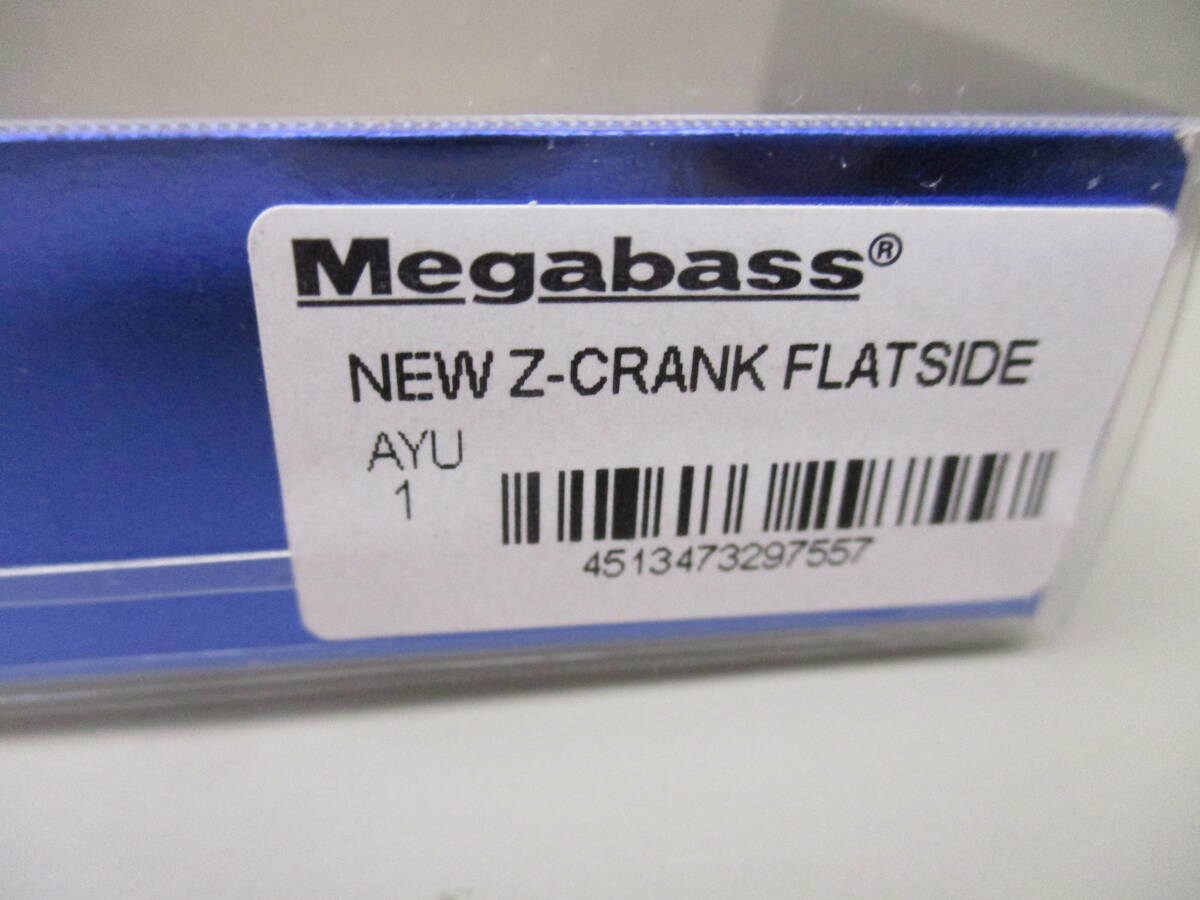 Megabass®
NEW Z-CRANK FLATSIDE
AYU
1
4513473297557